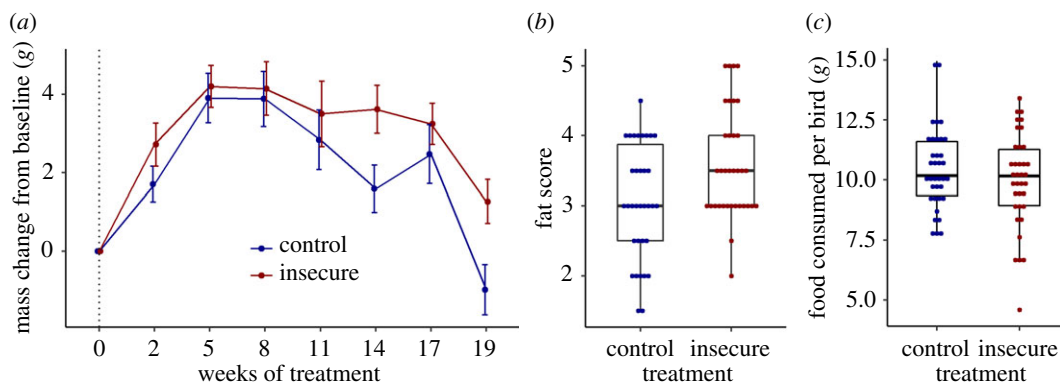 (a)
mass change from baseline (g)
4
2
0
control
insecure
0 2 5 8 11 14 17 19
weeks of treatment
(b)
fat score
5
4
3
2
control insecure
treatment
(c)
food consumed per bird (g)
15.0
12.5
10.0
7.5
5.0
control insecure
treatment